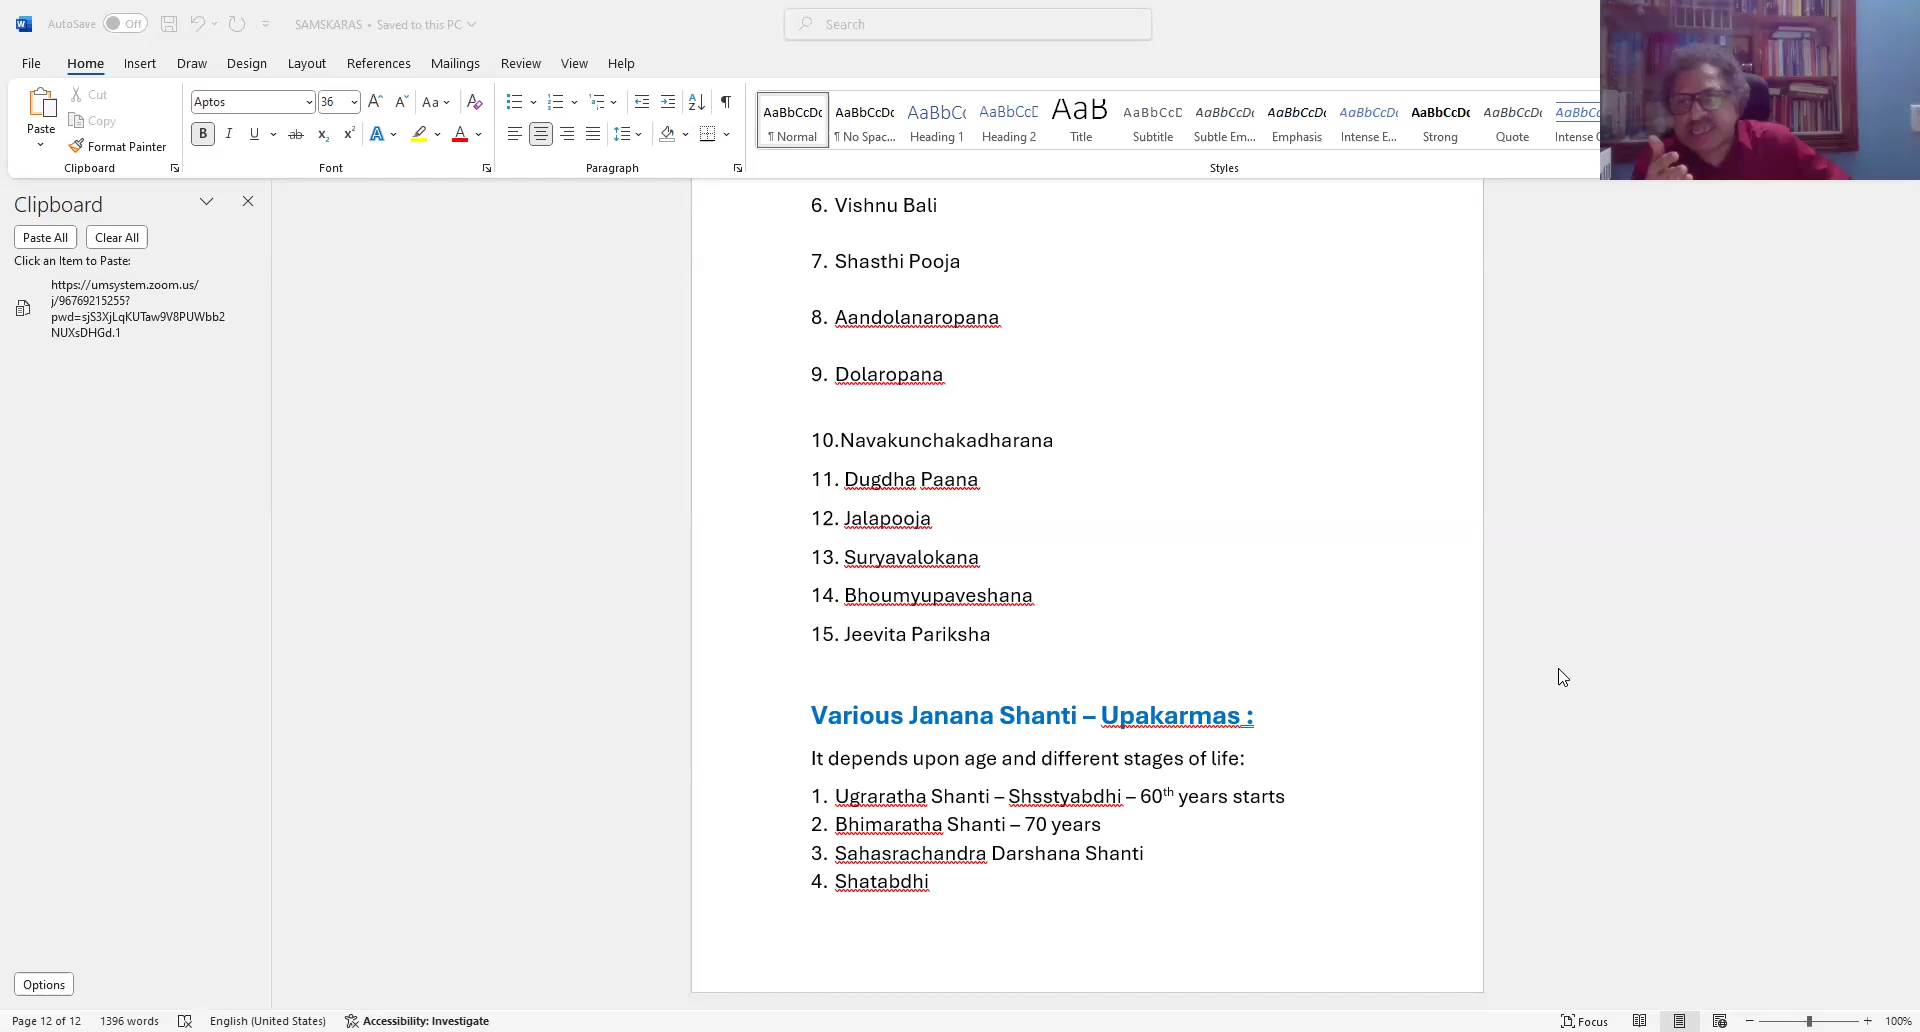 AutoSave Off SAMSKARAS • Saved to this PC Search
File Home Insert Draw Design Layout References Mailings Review View Help
Paste Cut Copy Format Painter
Aptos 36
AaBbCcDc AaBbCcDc AaBbCc AaBbCcD AaB AaBbCcD AaBbCcDc AaBbCcDc AaBbCcDc AaBbCcDc AaBbCcDc AaBbCcDc
¶ Normal ¶ No Spac... Heading 1 Heading 2 Title Subtitle Subtle Em... Emphasis Intense E... Strong Quote Intense
Clipboard Font Paragraph Styles
Clipboard
Paste All Clear All
Click an Item to Paste:
https://umsystem.zoom.us/
j/96769215255?
pwd=sjS3XjLqKUTaw9V8PUWbb2
NUXsDHGd.1
Options
6. Vishnu Bali
7. Shasthi Pooja
8. Aandolanaropana
9. Dolaropana
10.Navakunchakadharana
11. Dugdha Paana
12. Jalapooja
13. Suryavalokana
14. Bhoumyupaveshana
15. Jeevita Pariksha
Various Janana Shanti – Upakarmas :
It depends upon age and different stages of life:
1. Ugraratha Shanti – Shsstyabdhi – 60th years starts
2. Bhimaratha Shanti – 70 years
3. Sahasrachandra Darshana Shanti
4. Shatabdhi
Page 12 of 12 1396 words English (United States) Accessibility: Investigate Focus 100%